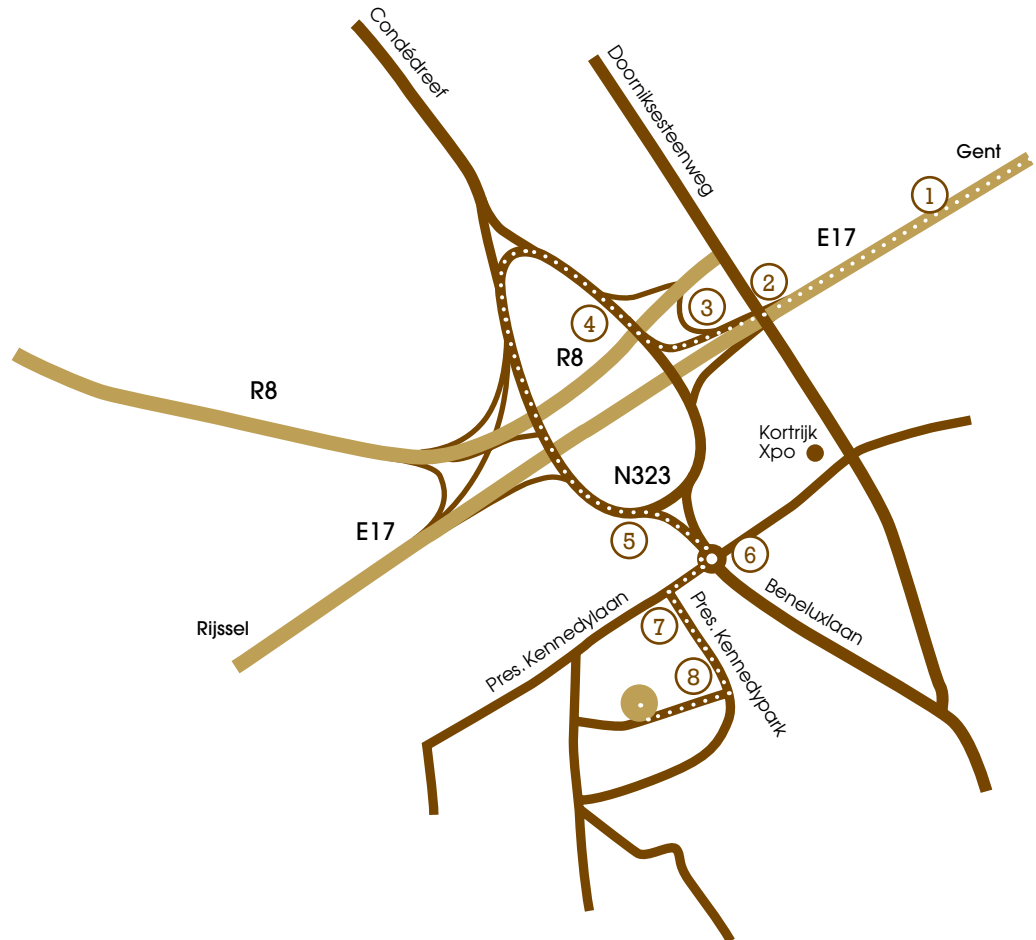 Condédreef
Doorniksesteenweg
Gent
1
E17
2
3
4
R8
R8
Kortrijk
Xpo
N323
E17
5
6
Rijssel
Pres. Kennedylaan
7
Pres. Kennedypark
Beneluxlaan
8